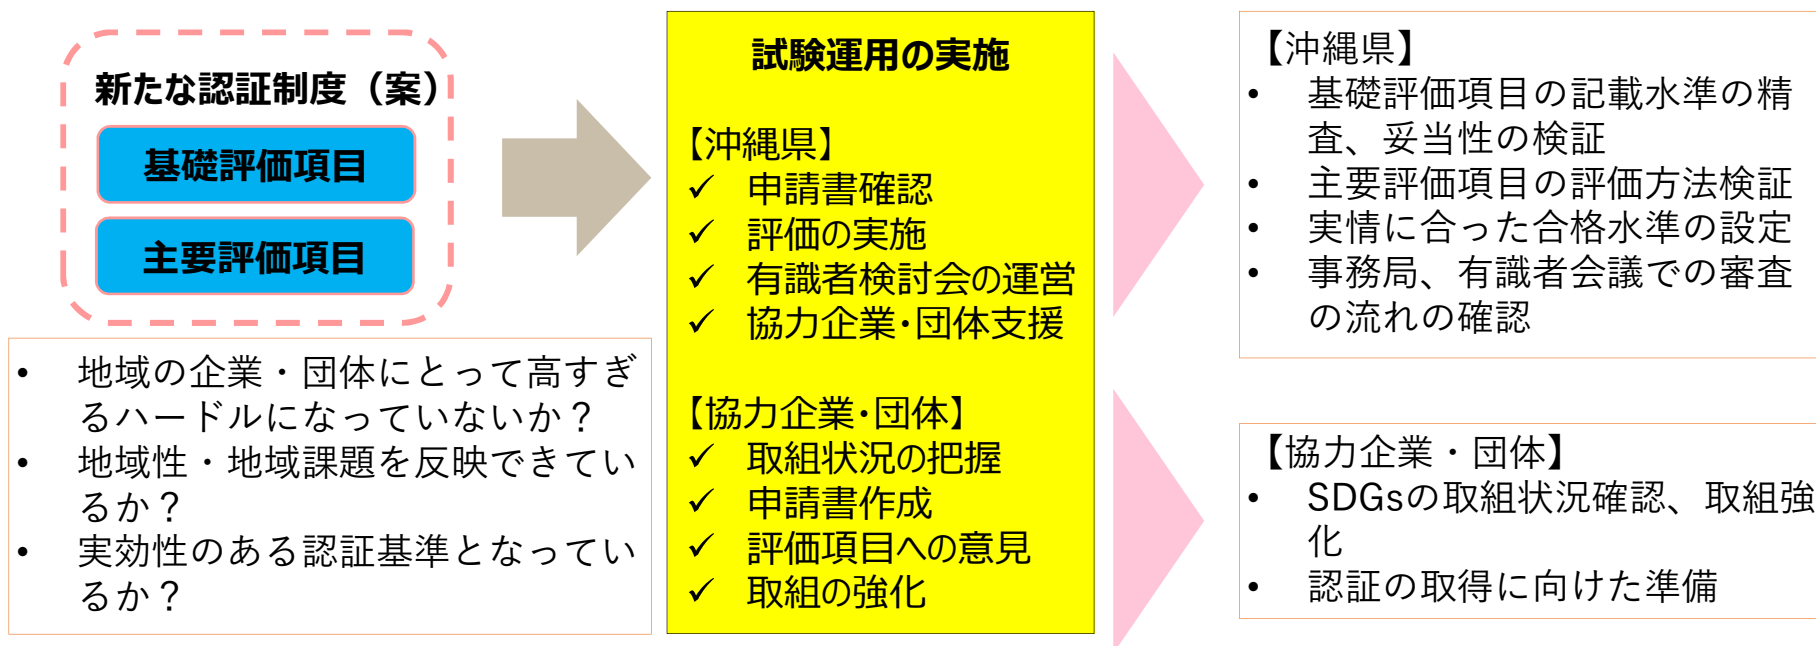 新たな認証制度（案）
基礎評価項目
主要評価項目
• 地域の企業・団体にとって高すぎ
るハードルになっていないか？
• 地域性・地域課題を反映できてい
るか？
• 実効性のある認証基準となってい
るか？
試験運用の実施
【沖縄県】
✓ 申請書確認
✓ 評価の実施
✓ 有識者検討会の運営
✓ 協力企業・団体支援
【協力企業・団体】
✓ 取組状況の把握
✓ 申請書作成
✓ 評価項目への意見
✓ 取組の強化
【沖縄県】
• 基礎評価項目の記載水準の精
査、妥当性の検証
• 主要評価項目の評価方法検証
• 実情に合った合格水準の設定
• 事務局、有識者会議での審査
の流れの確認
【協力企業・団体】
• SDGsの取組状況確認、取組強
化
• 認証の取得に向けた準備